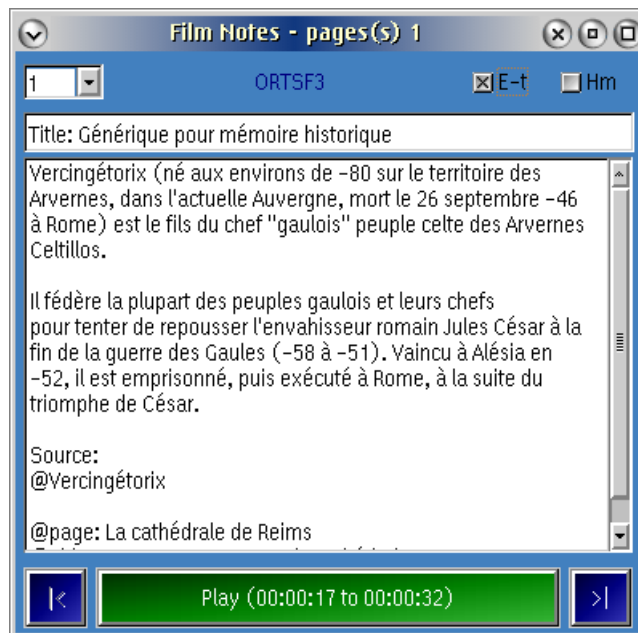 Film Notes - pages(s) 1
1
ORTSF3
E-t
Hm
Title: Générique pour mémoire historique
Vercingétorix (né aux environs de -80 sur le territoire des
Arvernes, dans l'actuelle Auvergne, mort le 26 septembre -46
à Rome) est le fils du chef "gaulois" peuple celte des Arvernes
Celtillos.
Il fédère la plupart des peuples gaulois et leurs chefs
pour tenter de repousser l'envahisseur romain Jules César à la
fin de la guerre des Gaules (-58 à -51). Vaincu à Alésia en
-52, il est emprisonné, puis exécuté à Rome, à la suite du
triomphe de César.
Source:
@Vercingétorix
@page: La cathédrale de Reims
|<
Play (00:00:17 to 00:00:32)
>|